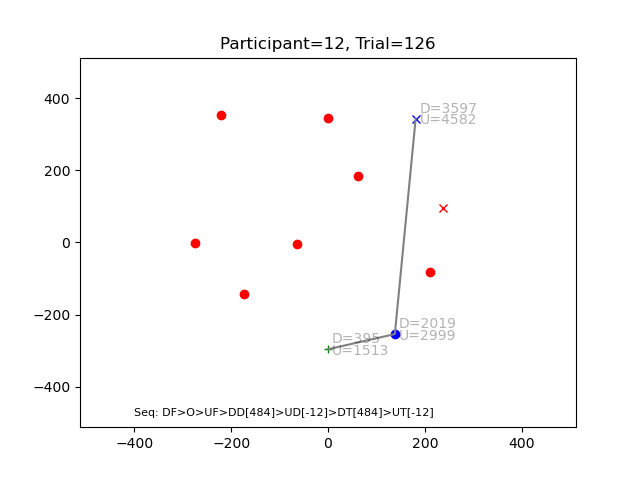 Participant=12, Trial=126
400
200
0
−200
−400
D=3597
U=4582
D=2019
U=2999
D=395
U=1513
Seq: DF>O>UF>DD[484]>UD[-12]>DT[484]>UT[-12]
−400
−200
0
200
400